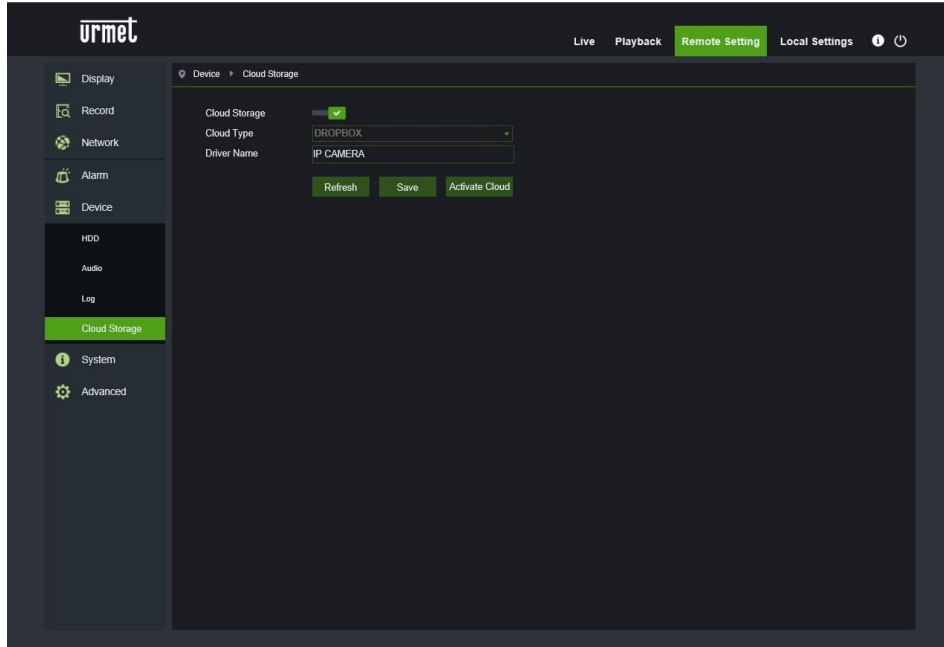 urmet
Live Playback Remote Setting Local Settings
Display
Record
Network
Alarm
Device
HDD
Audio
Log
Cloud Storage
System
Advanced
Device Cloud Storage
Cloud Storage
Cloud Type DROPBOX
Driver Name IP CAMERA
Refresh Save Activate Cloud